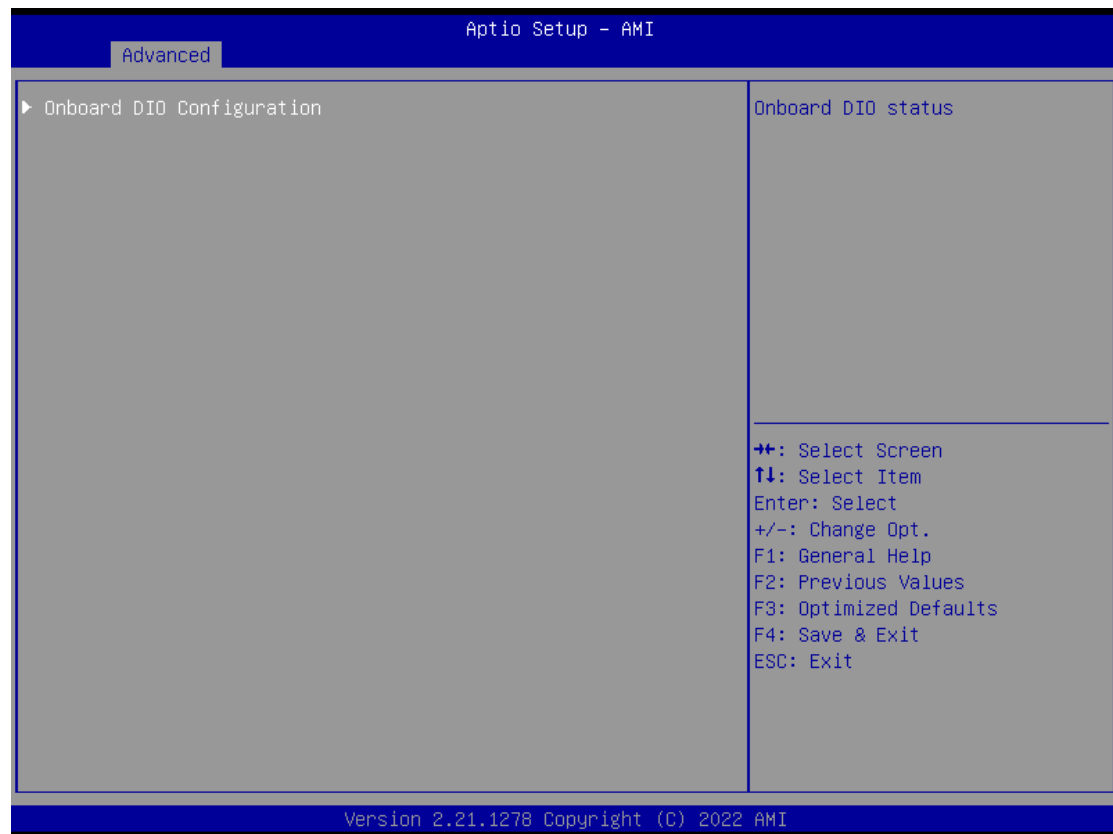 Aptio Setup – AMI
Advanced
▶ Onboard DIO Configuration
Onboard DIO status
→←: Select Screen
↑↓: Select Item
Enter: Select
+/-: Change Opt.
F1: General Help
F2: Previous Values
F3: Optimized Defaults
F4: Save & Exit
ESC: Exit
Version 2.21.1278 Copyright (C) 2022 AMI